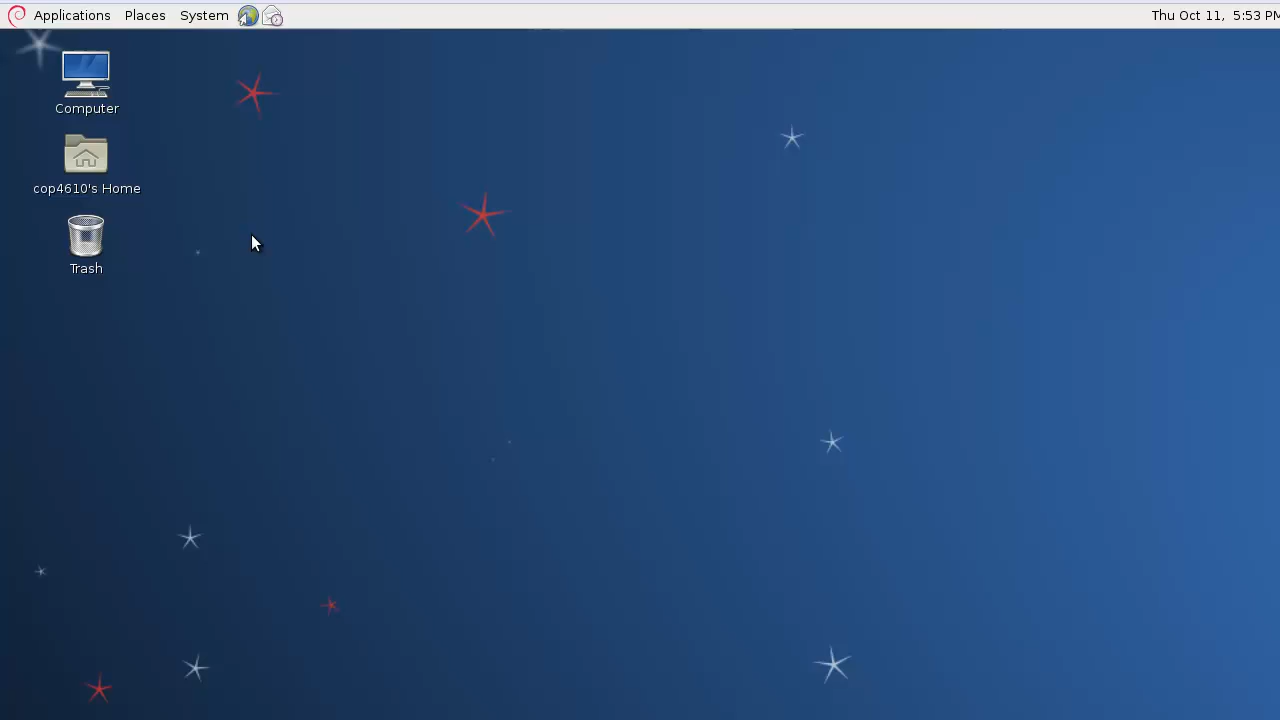 Applications Places System Thu Oct 11, 5:53 PM
Computer
cop4610's Home
Trash